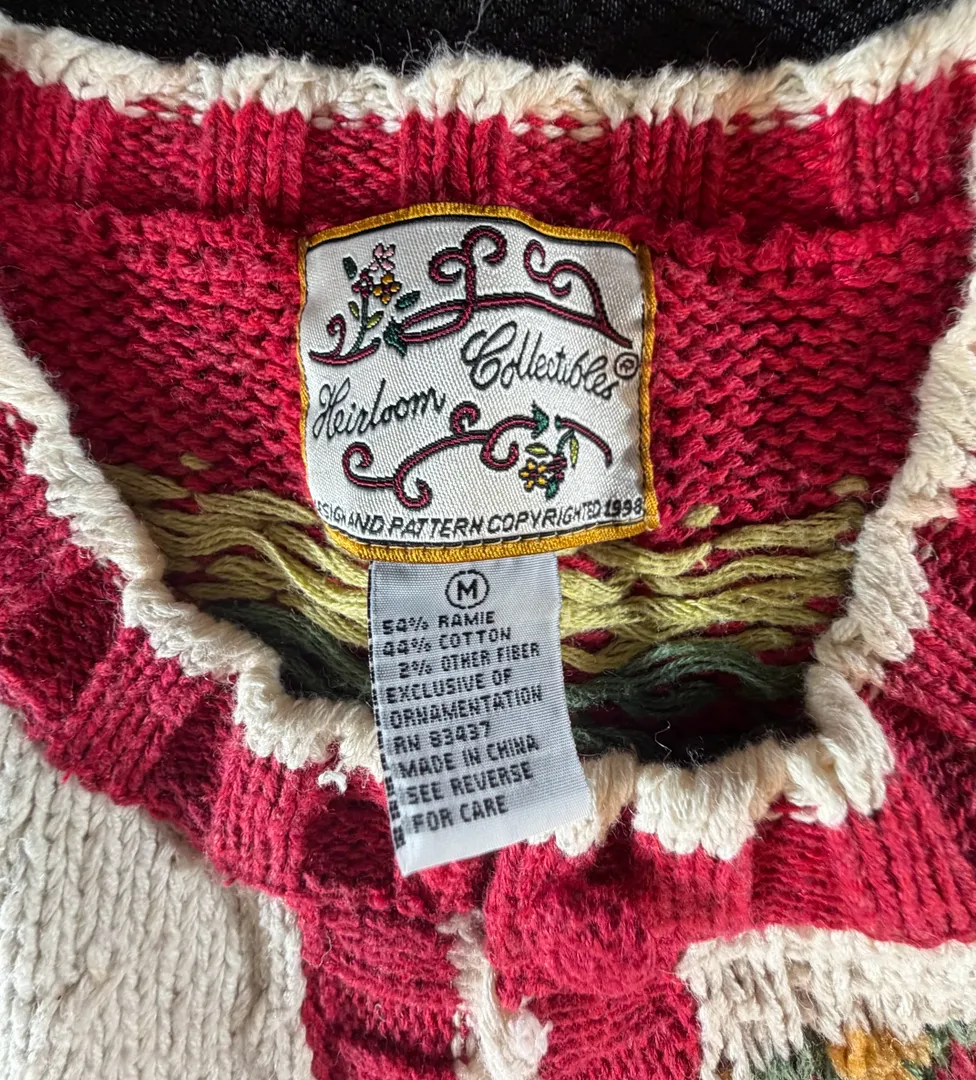 Heirloom Collectibles®
DESIGN AND PATTERN COPYRIGHTED 1998
M
54% RAMIE
44% COTTON
2% OTHER FIBER
EXCLUSIVE OF
ORNAMENTATION
RN 83437
MADE IN CHINA
SEE REVERSE
FOR CARE